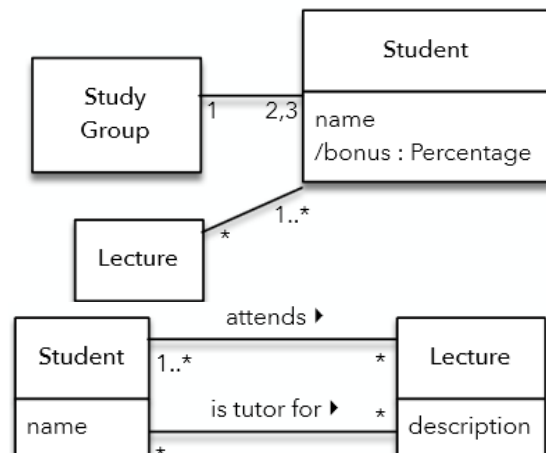 Student
Study
Group
1
2,3
name
/bonus : Percentage
1..*
*
Lecture
attends ▸
Student
Lecture
1..*
*
is tutor for ▸
*
name
description
*